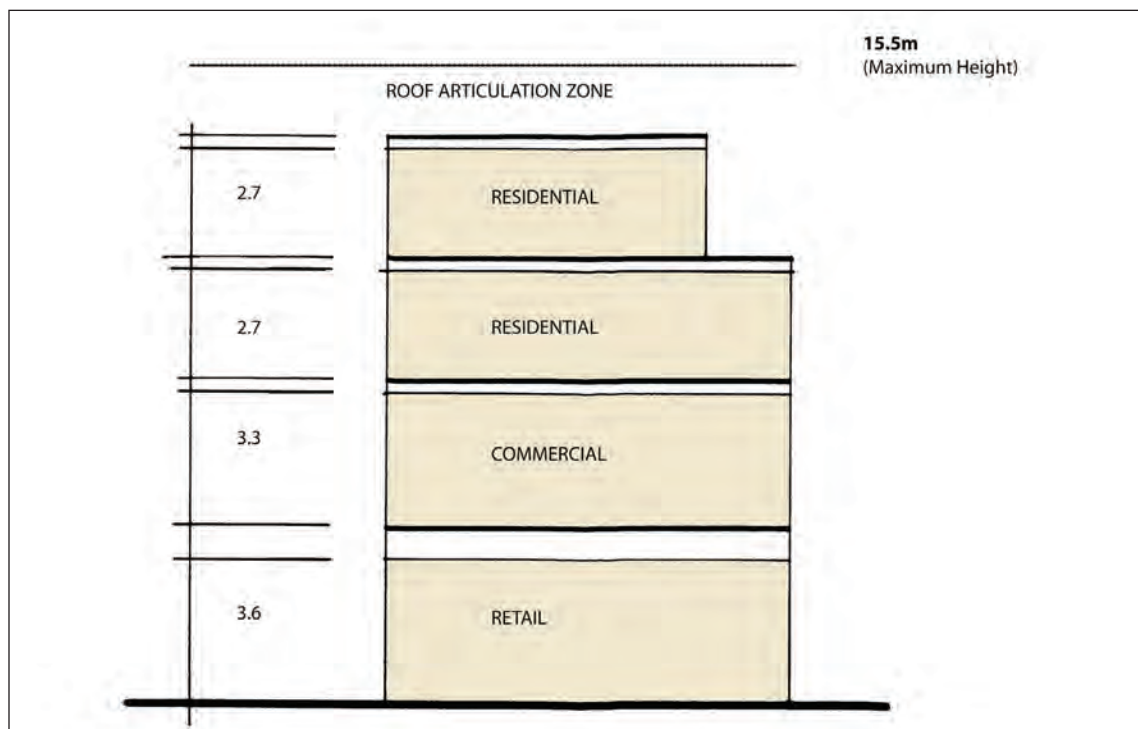 15.5m
(Maximum Height)
ROOF ARTICULATION ZONE
2.7
RESIDENTIAL
2.7
RESIDENTIAL
3.3
COMMERCIAL
3.6
RETAIL